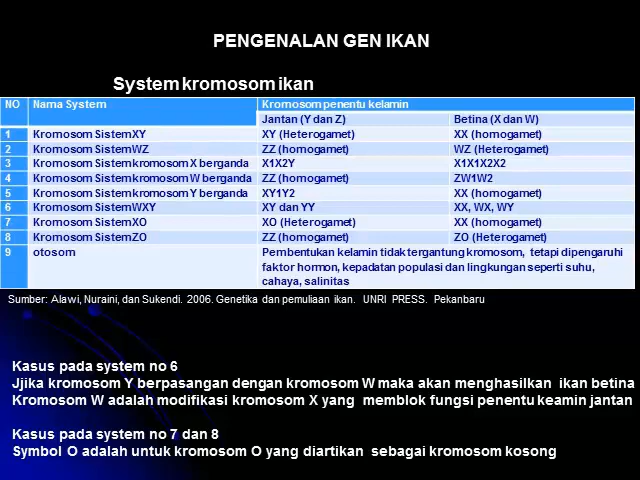 PENGENALAN GEN IKAN
System kromosom ikan
NO Nama System Kromosom penentu kelamin
Jantan (Y dan Z) Betina (X dan W)
1 Kromosom Sistem XY XY (Heterogamet) XX (homogamet)
2 Kromosom Sistem WZ ZZ (homogamet) WZ (Heterogamet)
3 Kromosom Sistem kromosom X berganda X1X2Y X1X1X2X2
4 Kromosom Sistem kromosom W berganda ZZ (homogamet) ZW1W2
5 Kromosom Sistem kromosom Y berganda XY1Y2 XX (homogamet)
6 Kromosom Sistem WXY XY dan YY XX, WX, WY
7 Kromosom Sistem XO XO (Heterogamet) XX (homogamet)
8 Kromosom Sistem ZO ZZ (homogamet) ZO (Heterogamet)
9 otosom Pembentukan kelamin tidak tergantung kromosom, tetapi dipengaruhi
faktor hormon, kepadatan populasi dan lingkungan seperti suhu,
cahaya, salinitas
Sumber: Alawi, Nuraini, dan Sukendi. 2006. Genetika dan pemuliaan ikan. UNRI PRESS. Pekanbaru
Kasus pada system no 6
Jjika kromosom Y berpasangan dengan kromosom W maka akan menghasilkan ikan betina
Kromosom W adalah modifikasi kromosom X yang memblok fungsi penentu keamin jantan
Kasus pada system no 7 dan 8
Symbol O adalah untuk kromosom O yang diartikan sebagai kromosom kosong